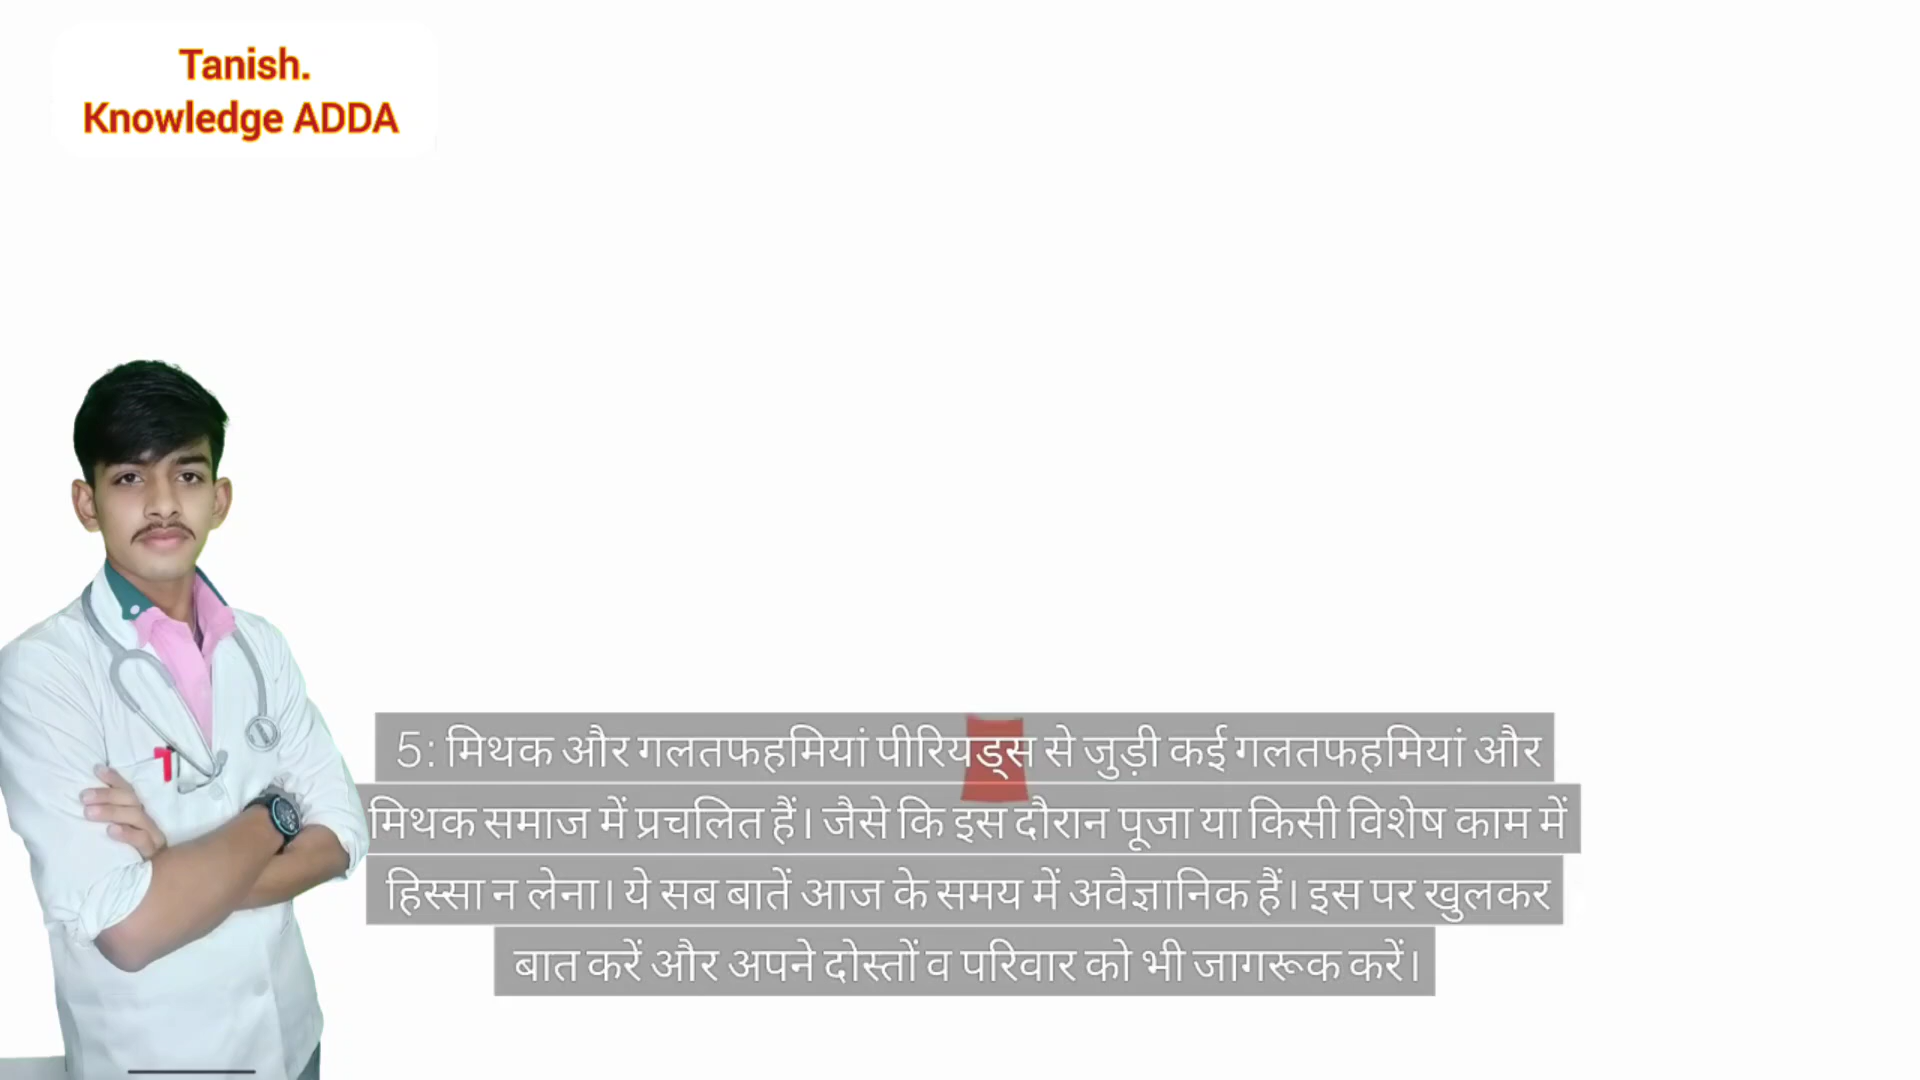 Tanish.
Knowledge ADDA
5: मिथक और गलतफहमियां पीरियड्स से जुड़ी कई गलतफहमियां और
मिथक समाज में प्रचलित हैं। जैसे कि इस दौरान पूजा या किसी विशेष काम में
हिस्सा न लेना। ये सब बातें आज के समय में अवैज्ञानिक हैं। इस पर खुलकर
बात करें और अपने दोस्तों व परिवार को भी जागरूक करें।